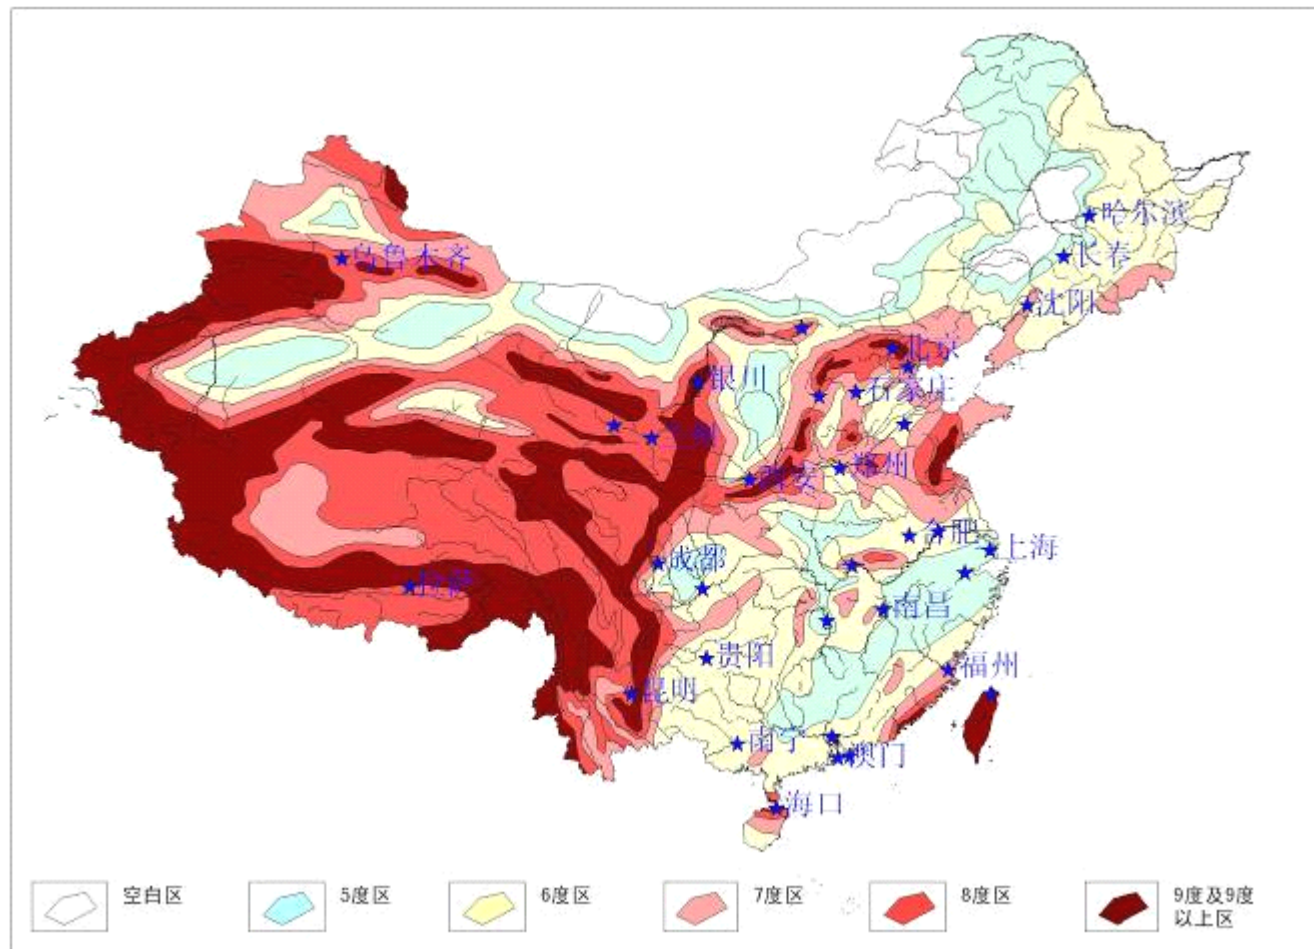 哈尔滨
长春
乌鲁木齐
沈阳
北京
银川
石家庄
兰州
郑州
西安
合肥
上海
成都
拉萨
南昌
贵阳
福州
昆明
南宁
澳门
海口
空白区
5度区
6度区
7度区
8度区
9度及9度
以上区